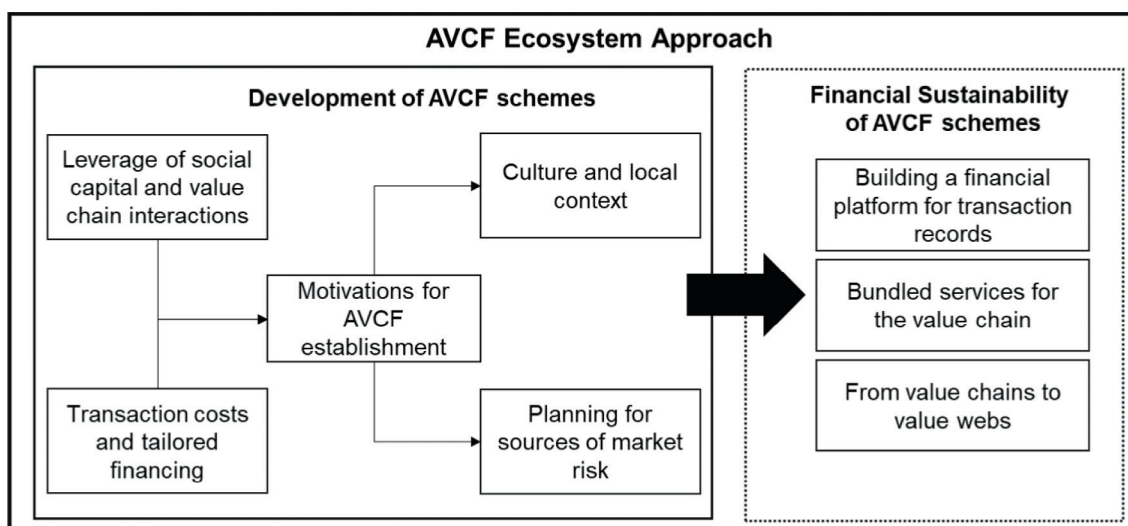 AVCF Ecosystem Approach
Development of AVCF schemes
Leverage of social
capital and value
chain interactions
Culture and local
context
Motivations for
AVCF
establishment
Transaction costs
and tailored
financing
Planning for
sources of market
risk
Financial Sustainability
of AVCF schemes
Building a financial
platform for transaction
records
Bundled services for
the value chain
From value chains to
value webs